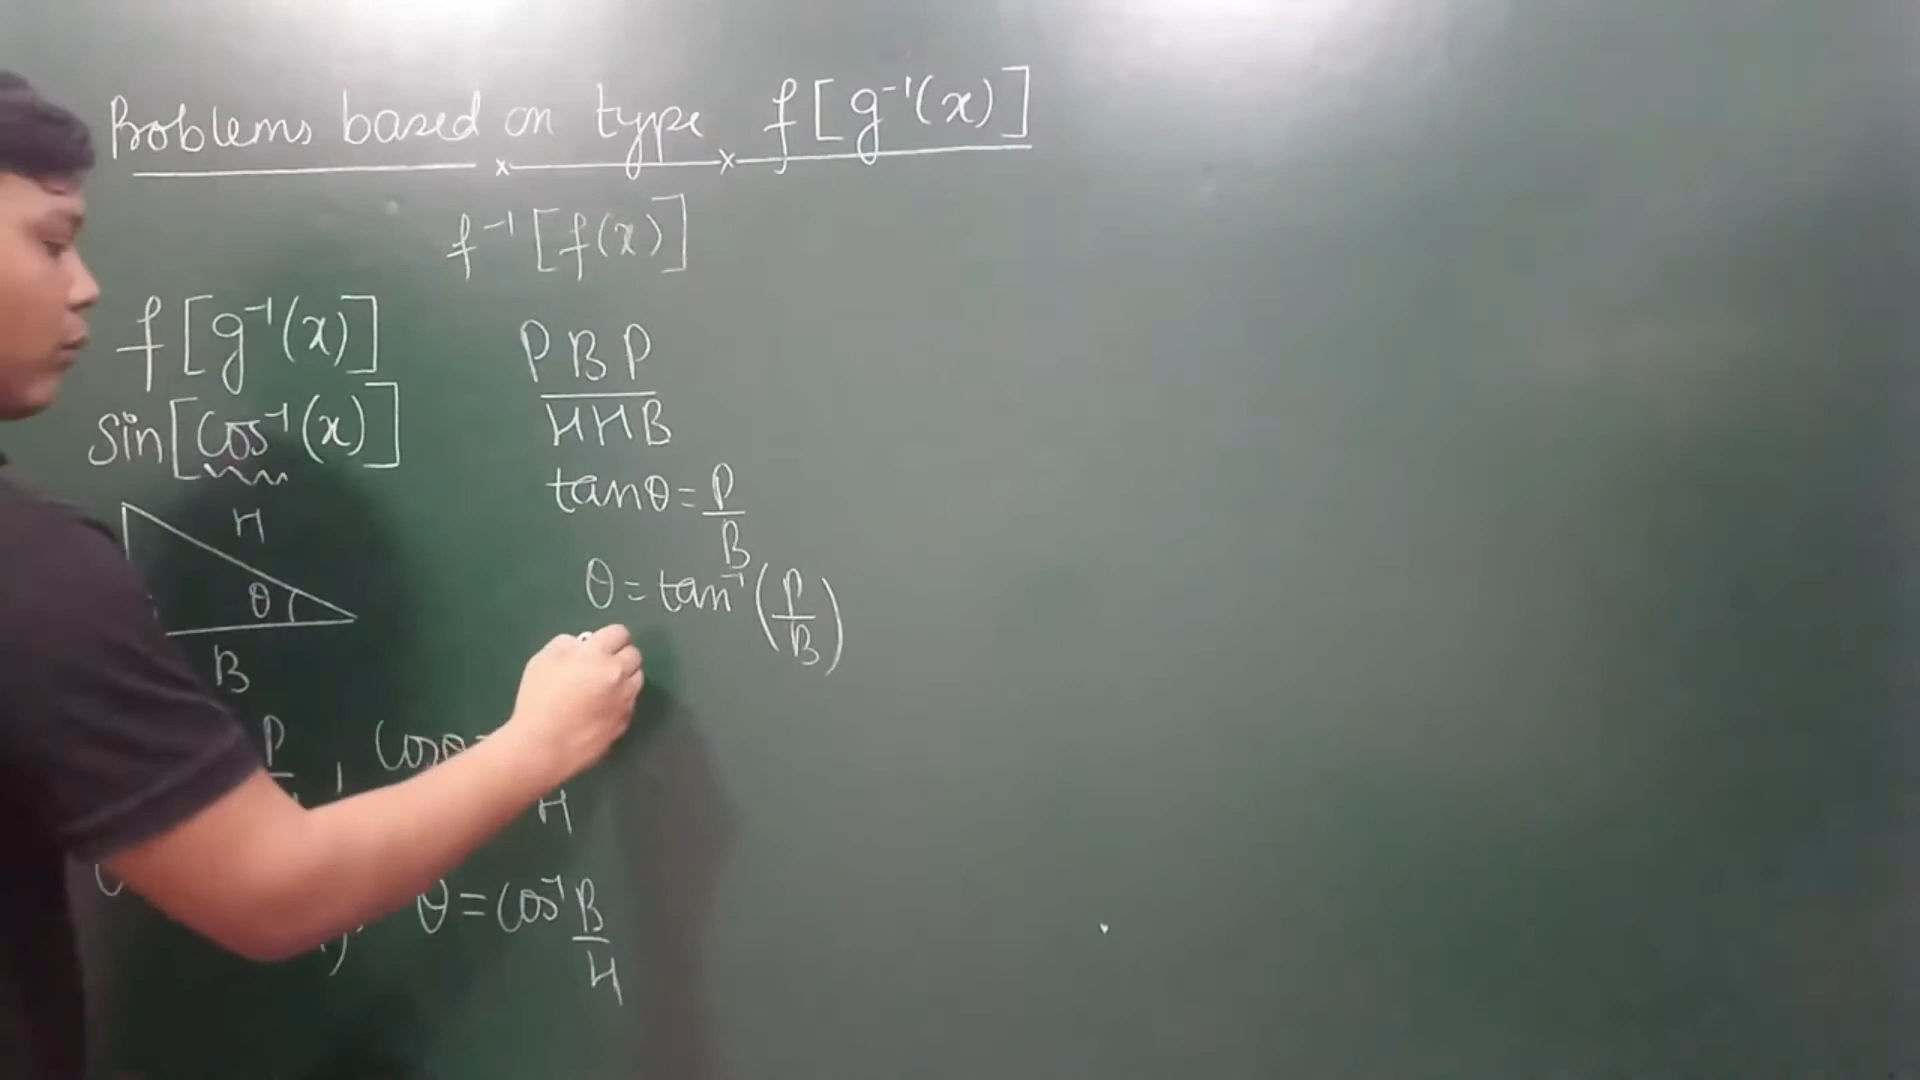 Problems based on type f[g⁻¹(x)]
f⁻¹[f(x)]
f[g⁻¹(x)]
Sin[Cos⁻¹(x)]
H
θ
B
P
, Cosθ
H
θ = Cos⁻¹ B/H
P B P
H H B
tanθ = P/B
θ = tan⁻¹(P/B)